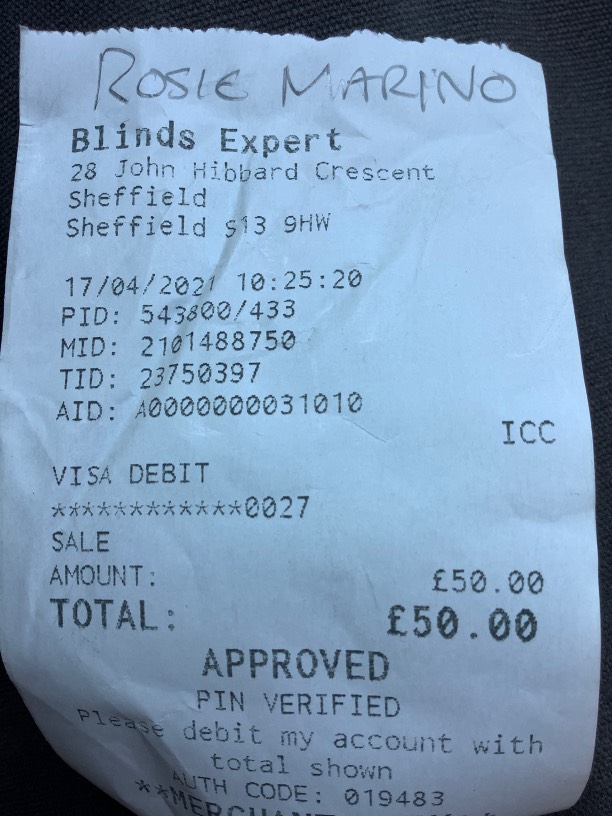 ROSIE MARINO
Blinds Expert
28 John Hibbard Crescent
Sheffield
Sheffield S13 9HW
17/04/2021 10:25:20
PID: 543800/433
MID: 2101488750
TID: 23750397
AID: A0000000031010
ICC
VISA DEBIT
************0027
SALE
AMOUNT: £50.00
TOTAL: £50.00
APPROVED
PIN VERIFIED
Please debit my account with
total shown
AUTH CODE: 019483
**MERCHANT